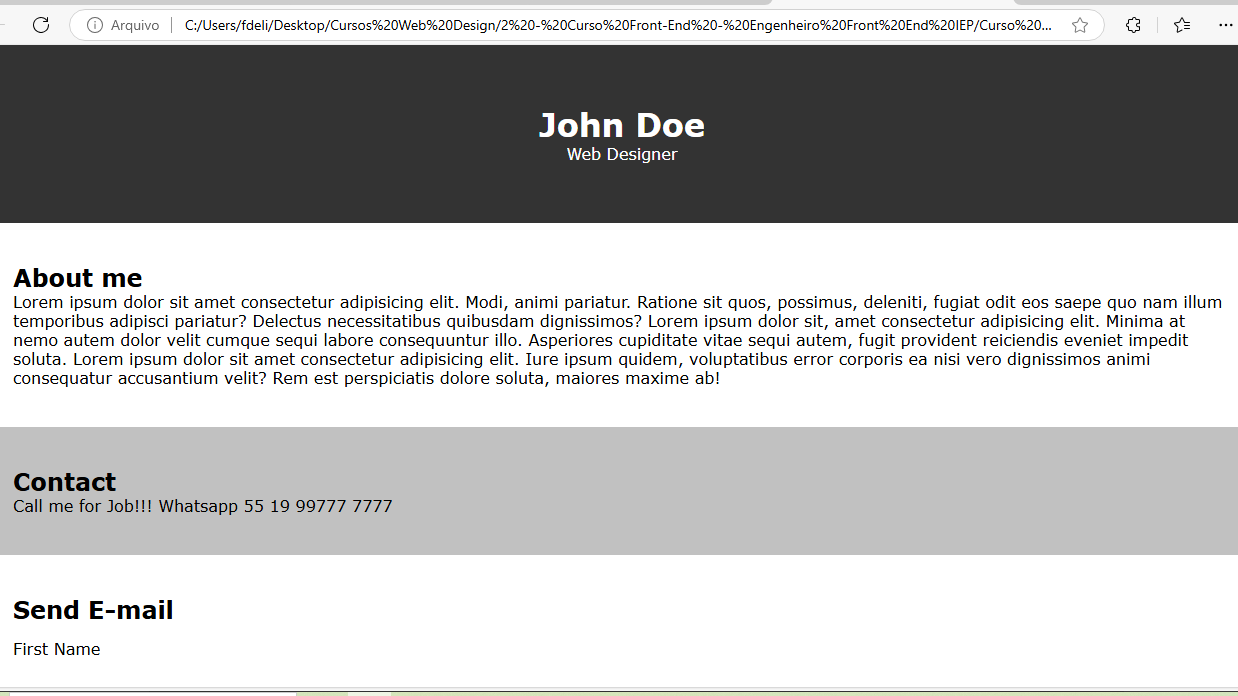 Arquivo C:/Users/fdeli/Desktop/Cursos%20Web%20Design/2%20-%20Curso%20Front-End%20-%20Engenheiro%20Front%20End%20IEP/Curso%20...
John Doe
Web Designer
About me
Lorem ipsum dolor sit amet consectetur adipisicing elit. Modi, animi pariatur. Ratione sit quos, possimus, deleniti, fugiat odit eos saepe quo nam illum
temporibus adipisci pariatur? Delectus necessitatibus quibusdam dignissimos? Lorem ipsum dolor sit, amet consectetur adipisicing elit. Minima at
nemo autem dolor velit cumque sequi labore consequuntur illo. Asperiores cupiditate vitae sequi autem, fugit provident reiciendis eveniet impedit
soluta. Lorem ipsum dolor sit amet consectetur adipisicing elit. Iure ipsum quidem, voluptatibus error corporis ea nisi vero dignissimos animi
consequatur accusantium velit? Rem est perspiciatis dolore soluta, maiores maxime ab!
Contact
Call me for Job!!! Whatsapp 55 19 99777 7777
Send E-mail
First Name